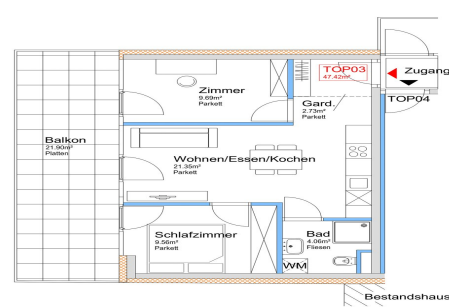 TOP03
47.42m²
Zugang
Zimmer
9.69m²
Parkett
Gard.
2.73m²
Parkett
TOP04
Balkon
21.90m²
Platten
Wohnen/Essen/Kochen
21.35m²
Parkett
Schlafzimmer
9.56m²
Parkett
Bad
4.06m²
Fliesen
WM
Bestandshaus